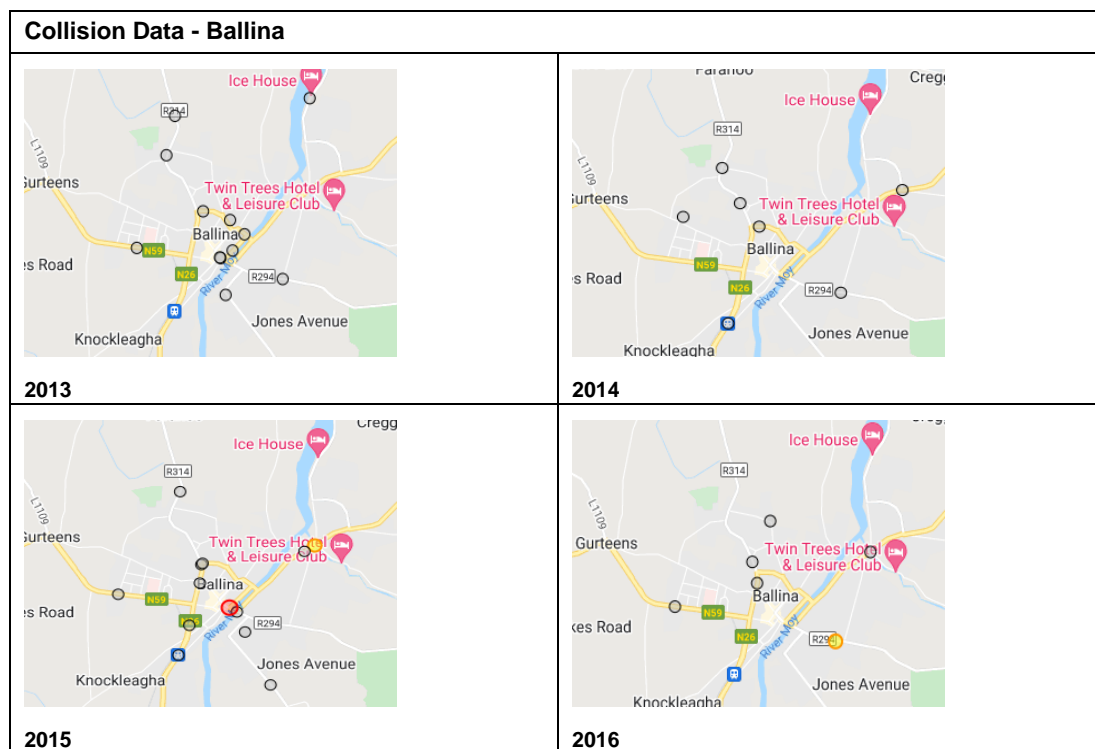 Collision Data - Ballina
Ice House
R314
L1109
Gurteens
Twin Trees Hotel
& Leisure Club
Ballina
N59
es Road
N26
River Moy
R294
Jones Avenue
Knockleagha
2013
Farahoo
Cregg
Ice House
R314
L1109
Gurteens
Twin Trees Hotel
& Leisure Club
Ballina
N59
es Road
N26
River Moy
R294
Jones Avenue
Knockleagha
2014
Cregg
Ice House
R314
L1109
Gurteens
Twin Trees Hotel
& Leisure Club
Ballina
N59
es Road
River Moy
R294
Jones Avenue
Knockleagha
2015
Ice House
R314
L1109
Gurteens
Twin Trees Hotel
& Leisure Club
Ballina
N59
kes Road
N26
River Moy
R294
Jones Avenue
Knockleagha
2016